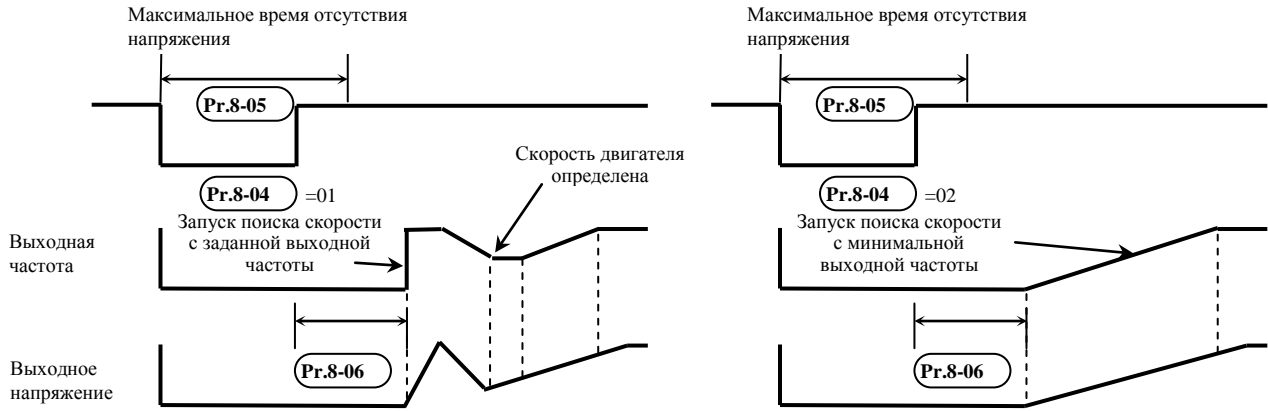 Максимальное время отсутствия
напряжения
Pr.8-05
Pr.8-04 =01
Скорость двигателя
определена
Запуск поиска скорости
с заданной выходной
частоты
Выходная
частота
Pr.8-06
Выходное
напряжение
Максимальное время отсутствия
напряжения
Pr.8-05
Pr.8-04 =02
Запуск поиска скорости
с минимальной
выходной частоты
Pr.8-06